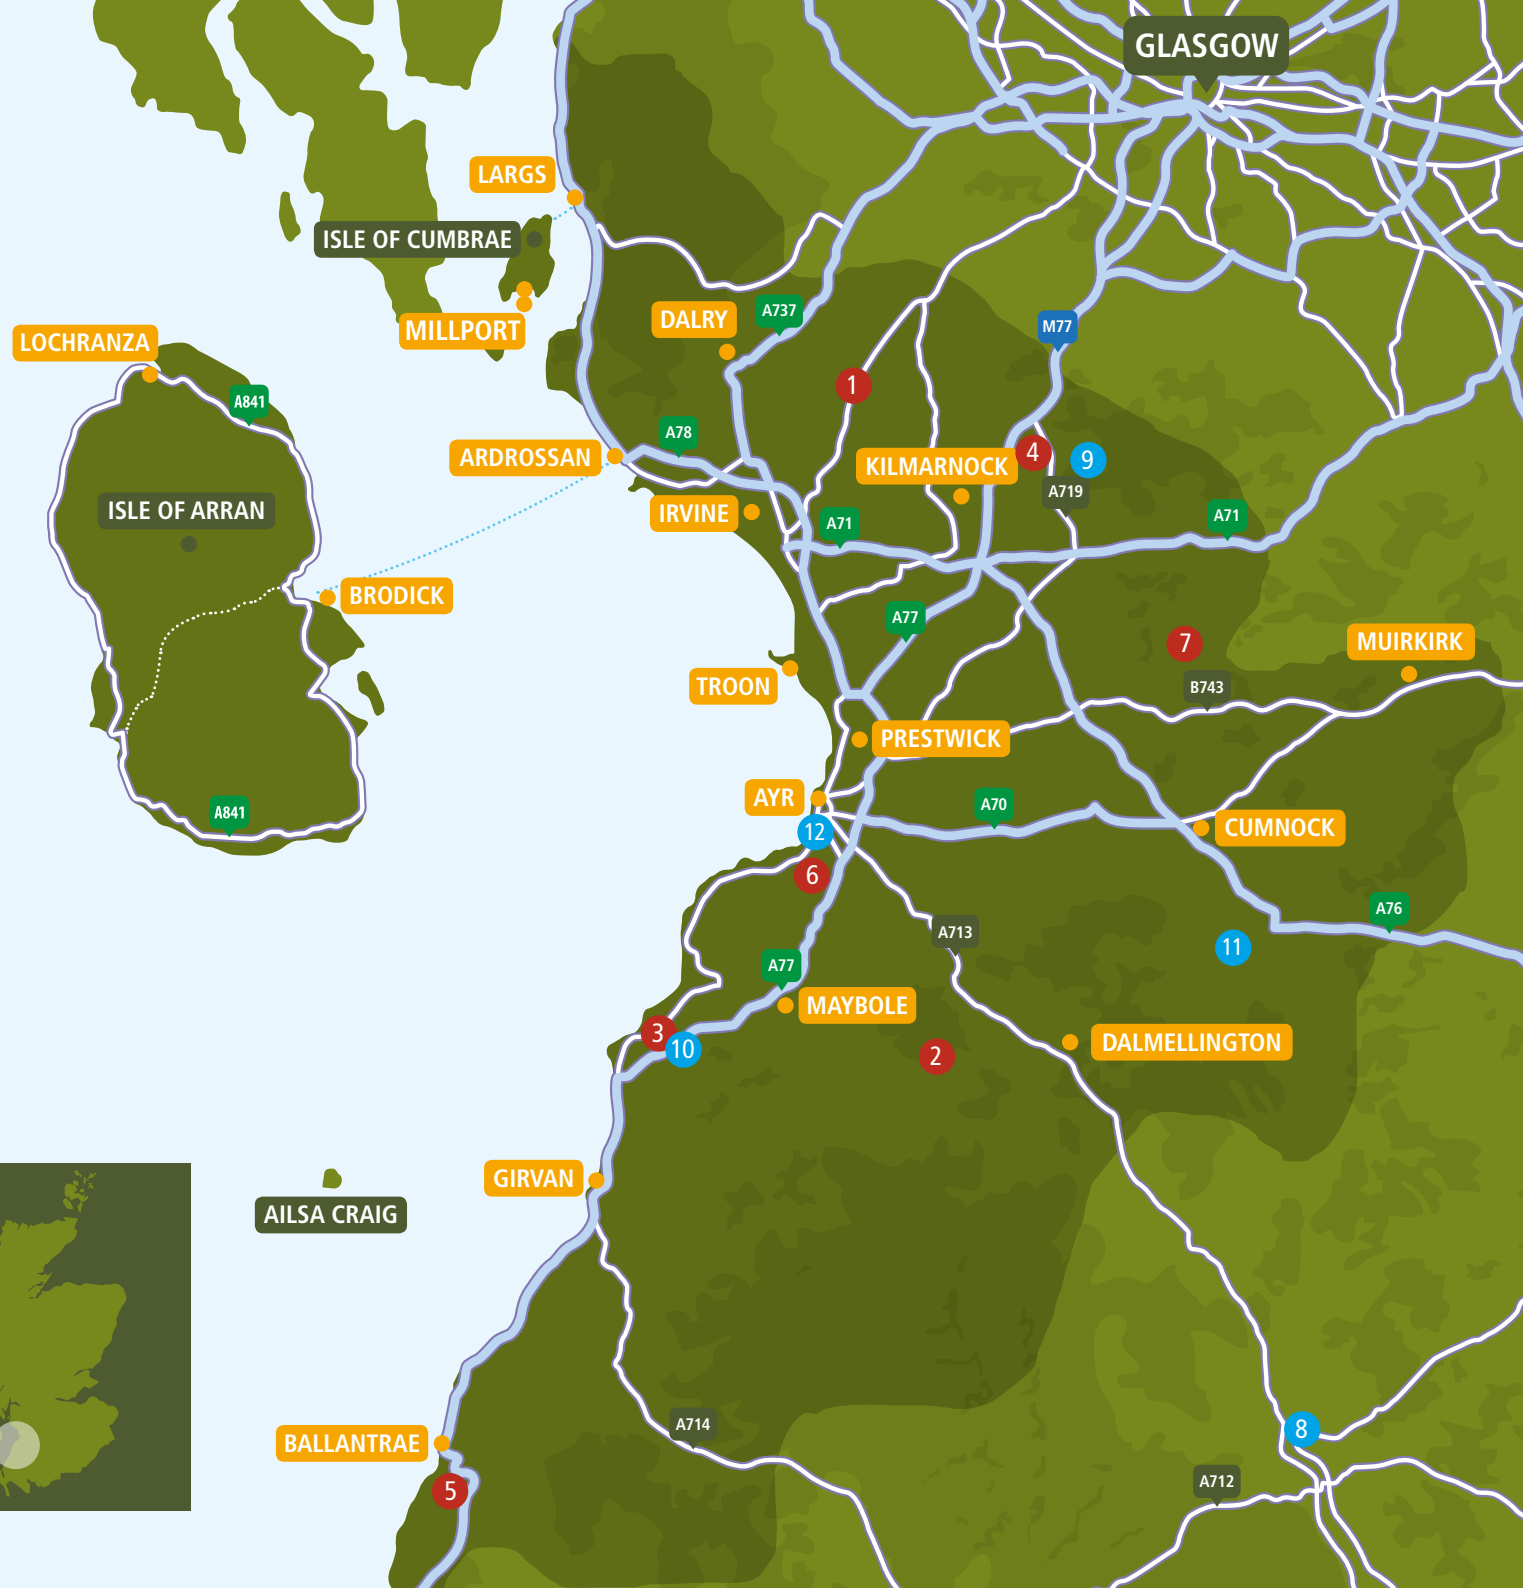 GLASGOW
LARGS
ISLE OF CUMBRAE
MILLPORT
DALRY
A737
M77
LOCHRANZA
A841
1
A78
ARDROSSAN
KILMARNOCK
4
9
A719
ISLE OF ARRAN
IRVINE
A71
A71
BRODICK
A77
7
MUIRKIRK
TROON
B743
PRESTWICK
AYR
A70
A841
12
CUMNOCK
6
A713
A76
11
A77
MAYBOLE
3
10
2
DALMELLINGTON
GIRVAN
AILSA CRAIG
A714
8
BALLANTRAE
5
A712